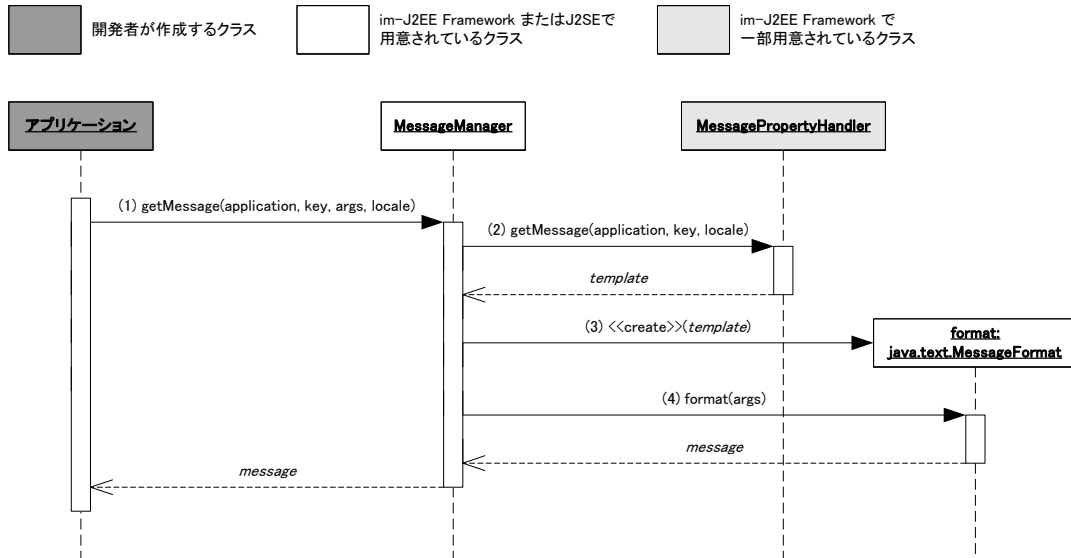 開発者が作成するクラス
im-J2EE Framework またはJ2SEで
用意されているクラス
im-J2EE Framework で
一部用意されているクラス
アプリケーション
MessageManager
MessagePropertyHandler
(1) getMessage(application, key, args, locale)
(2) getMessage(application, key, locale)
template
(3) <<create>>(template)
format:
java.text.MessageFormat
(4) format(args)
message
message